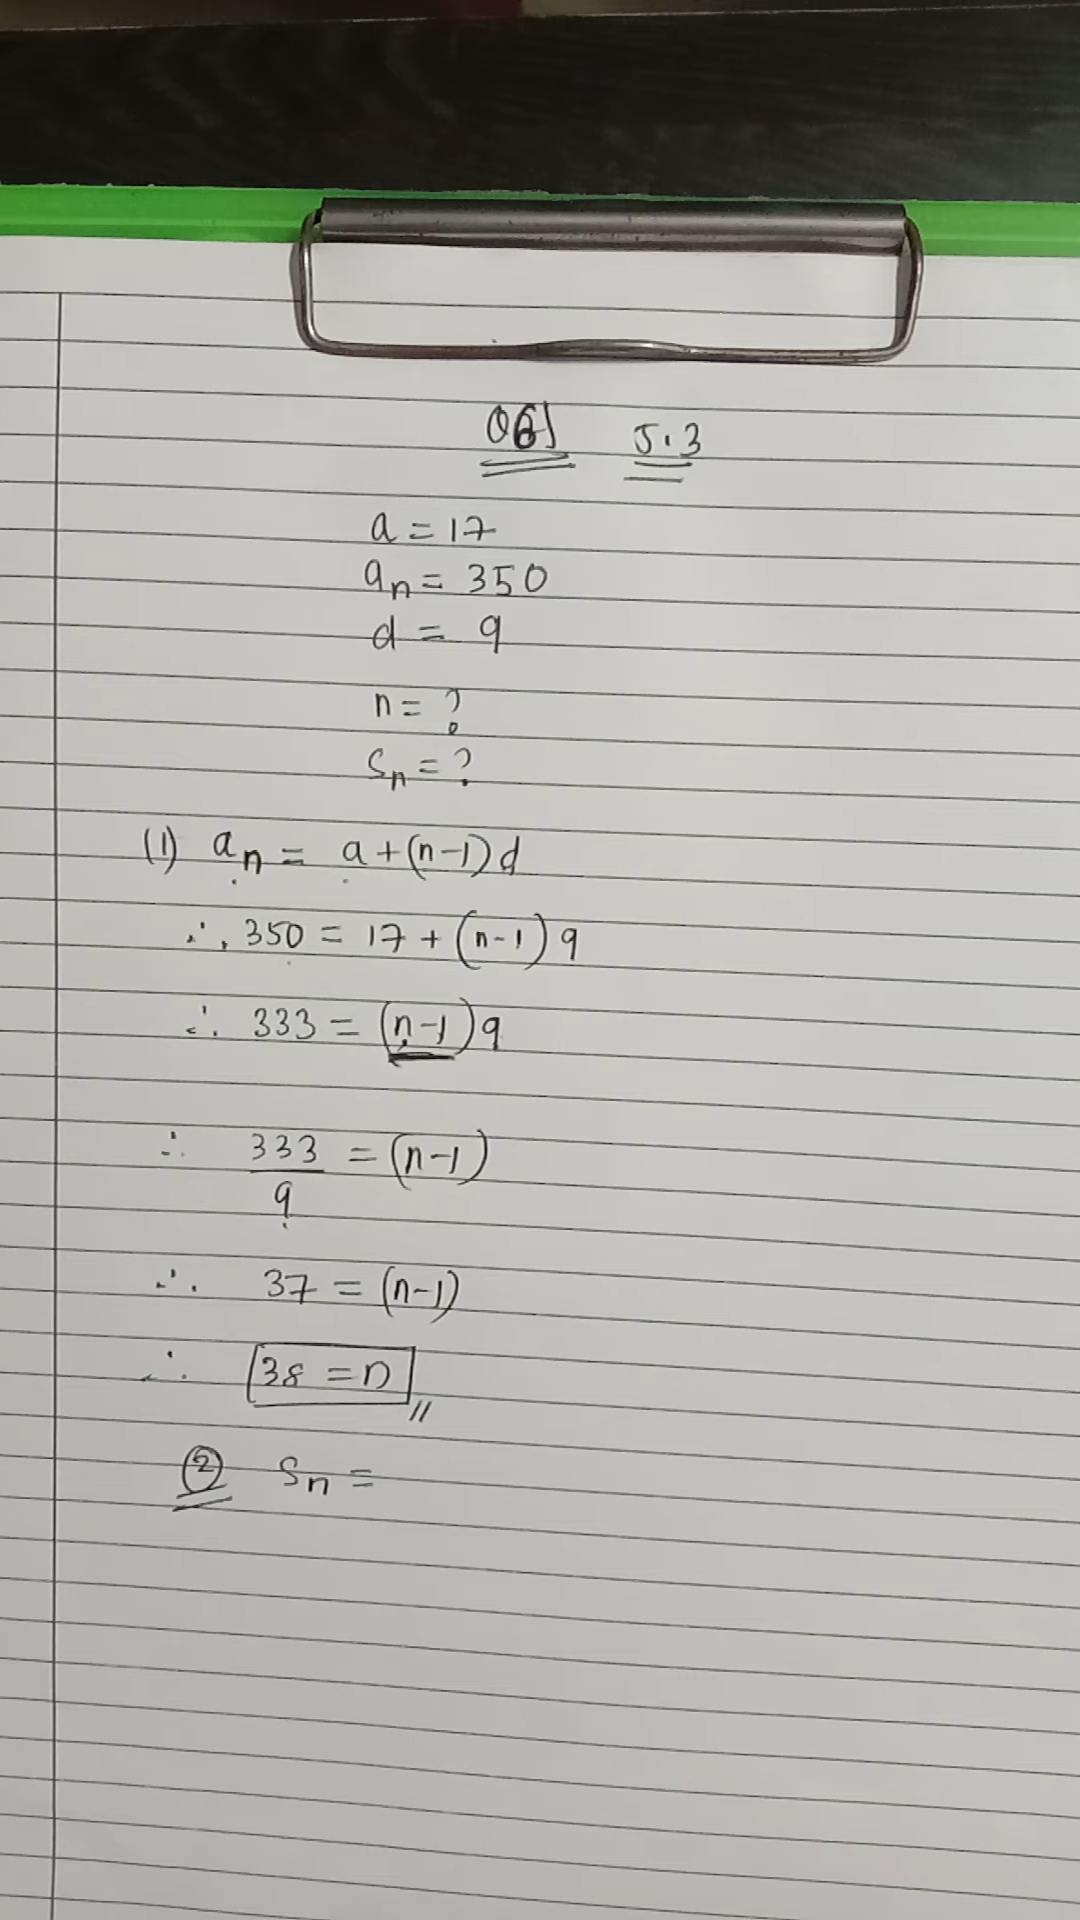 Q6) 5.3
a = 17
an = 350
d = 9
n = ?
Sn = ?
(1) an = a + (n-1)d
∴ 350 = 17 + (n-1)9
∴ 333 = (n-1)9
∴ 333/9 = (n-1)
∴ 37 = (n-1)
∴ 38 = n //
② Sn =